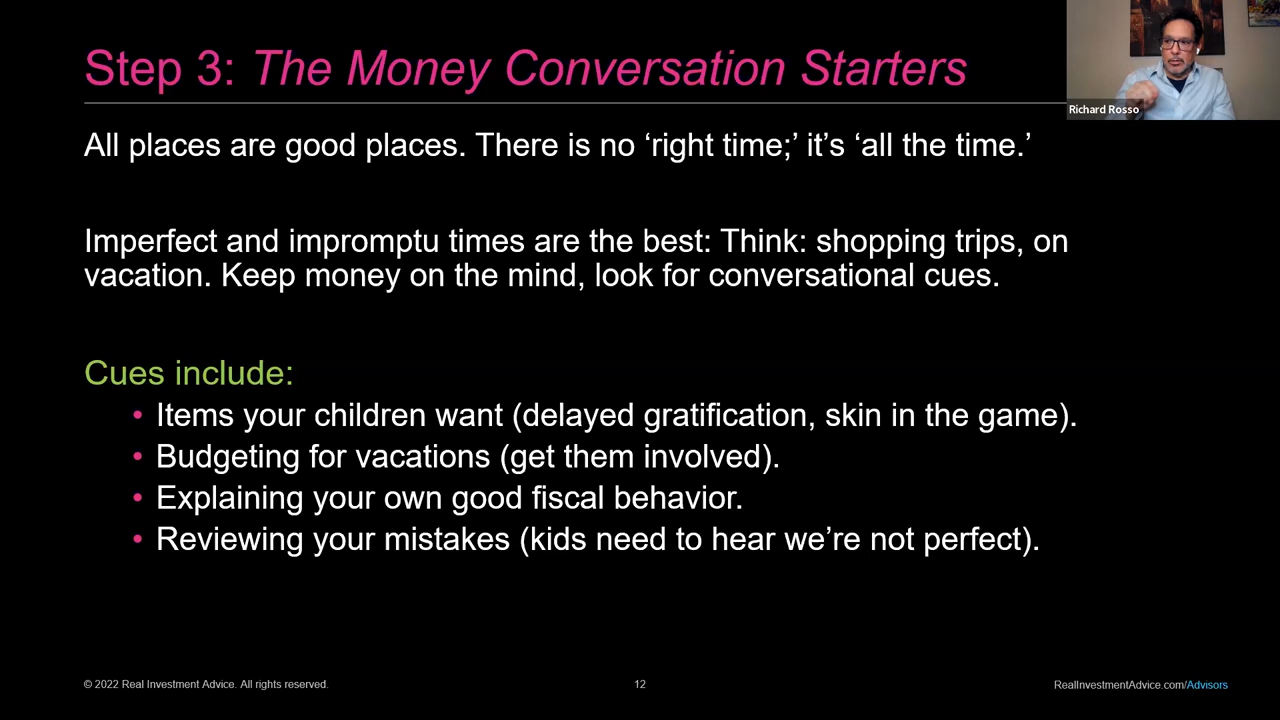 Step 3: The Money Conversation Starters
Richard Rosso
All places are good places. There is no ‘right time;’ it’s ‘all the time.’
Imperfect and impromptu times are the best: Think: shopping trips, on
vacation. Keep money on the mind, look for conversational cues.
Cues include:
• Items your children want (delayed gratification, skin in the game).
• Budgeting for vacations (get them involved).
• Explaining your own good fiscal behavior.
• Reviewing your mistakes (kids need to hear we’re not perfect).
© 2022 Real Investment Advice. All rights reserved.
12
RealInvestmentAdvice.com/Advisors